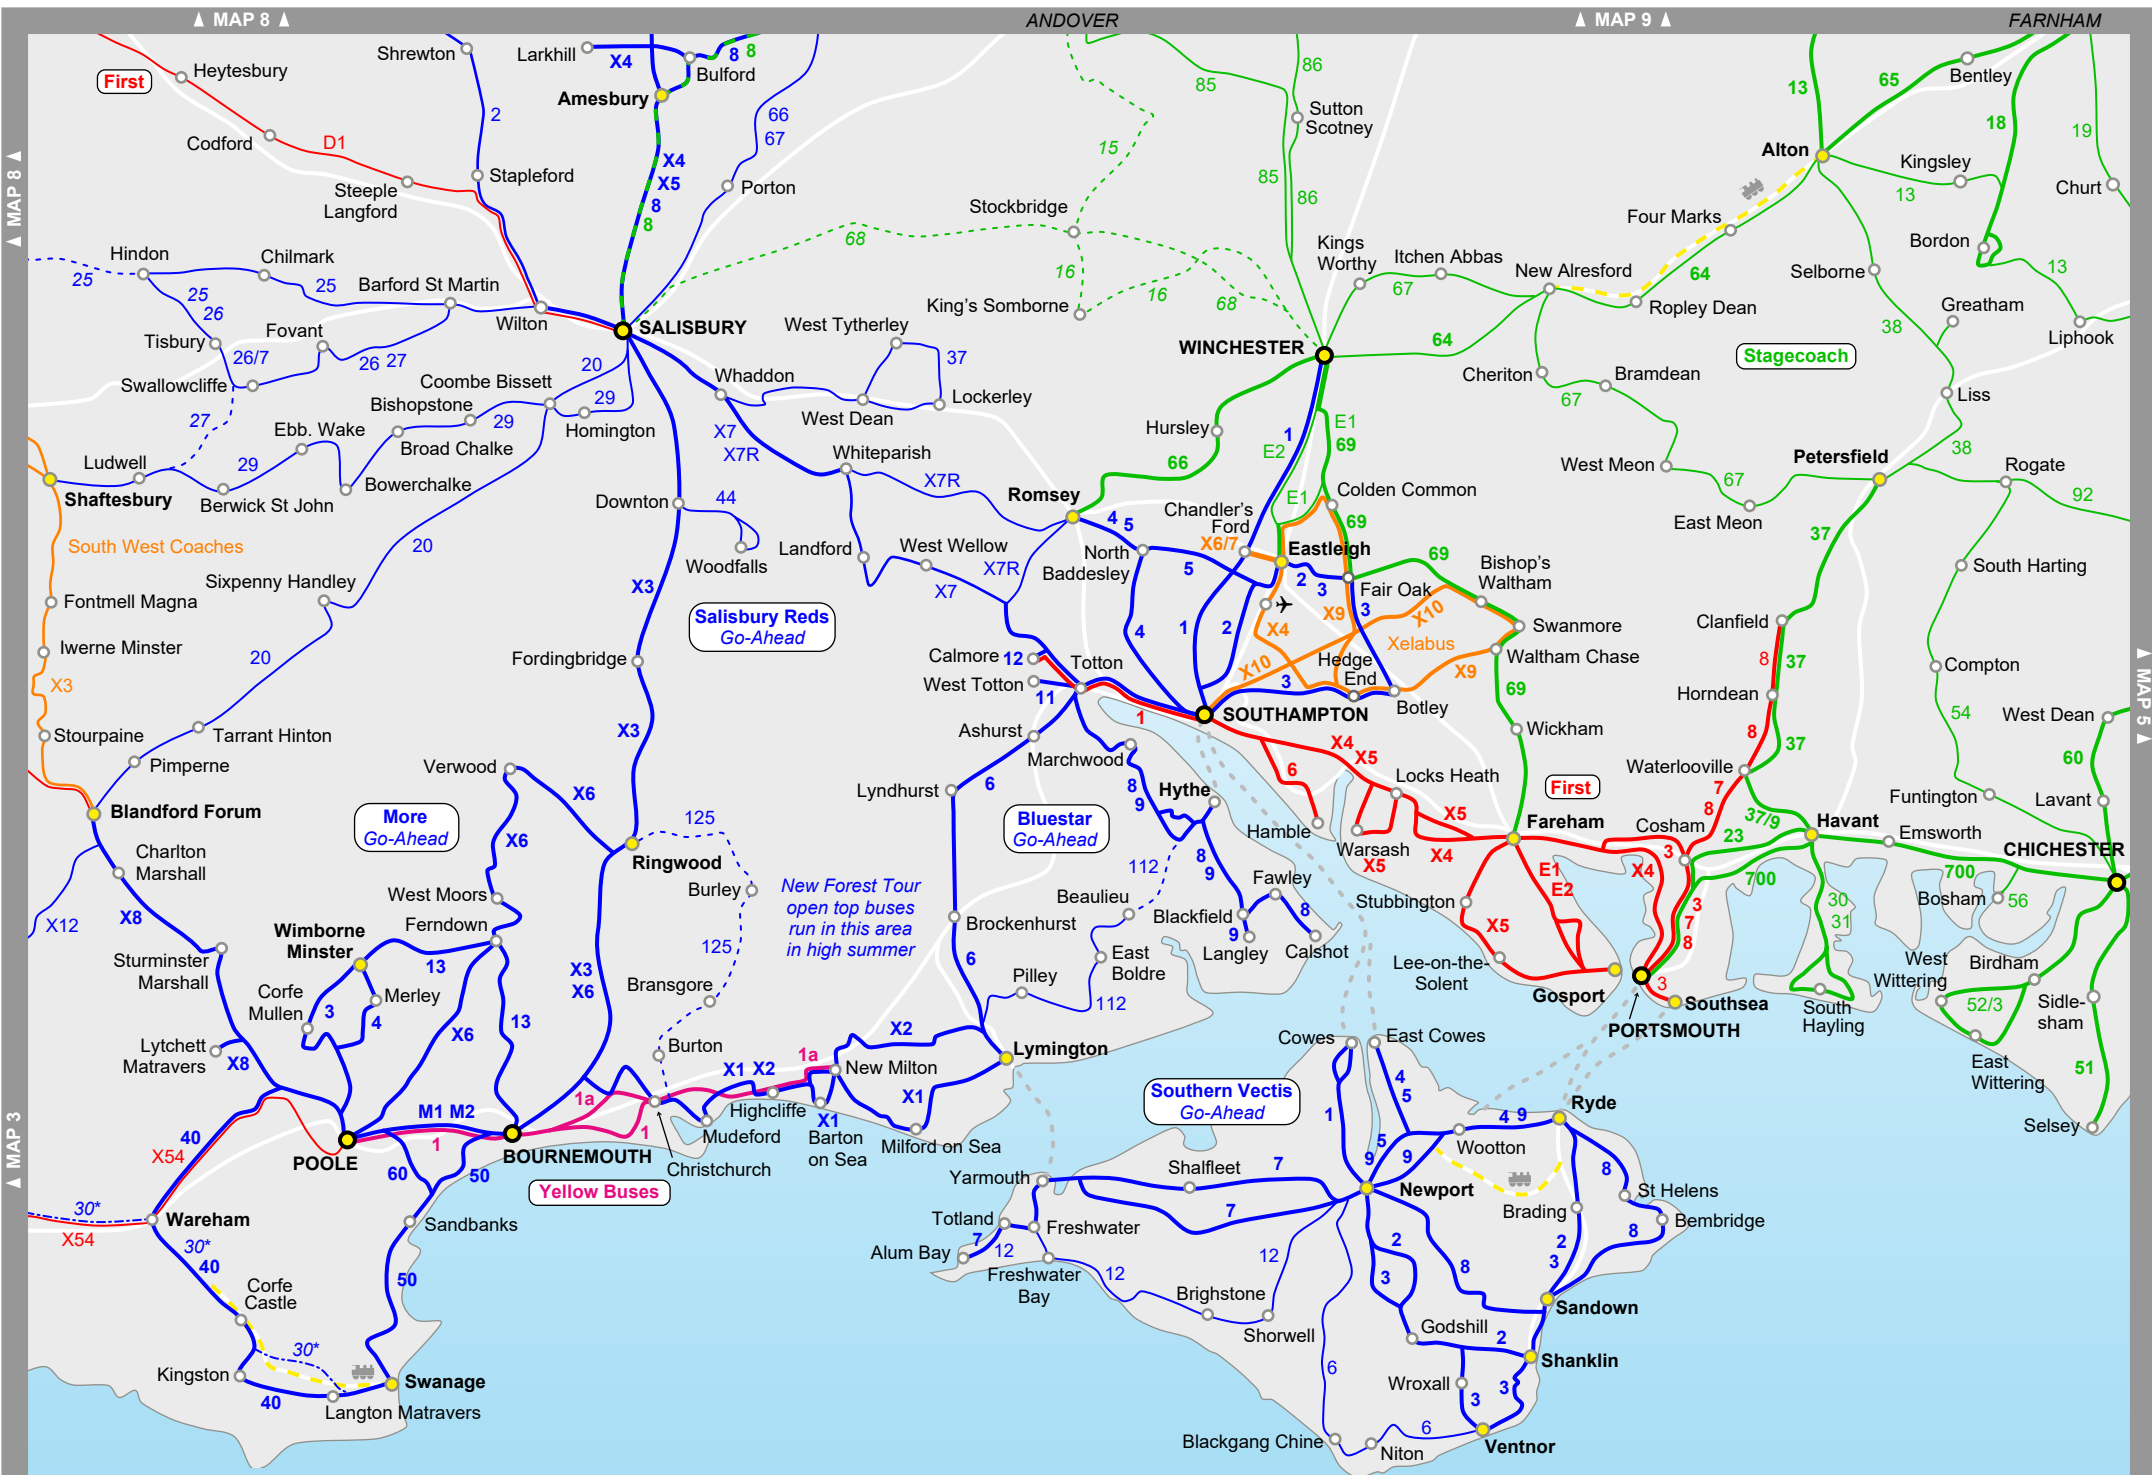 ▲ MAP 8 ▲
ANDOVER
▲ MAP 9 ▲
FARNHAM
▲ MAP 8 ▲
▲ MAP 3
▲ MAP 5 ▲
First
Heytesbury
Codford
D1
Steeple
Langford
Shrewton
2
Stapleford
Larkhill
X4
Bulford
8 8
Amesbury
X4
X5
8
8
66
67
Porton
Hindon
25
25
26
Chilmark
25
Barford St Martin
Wilton
SALISBURY
Tisbury
Fovant
26/7
26 27
Swallowcliffe
27
Coombe Bissett
20
Bishopstone
29
29
Homington
Ebb. Wake
Broad Chalke
Ludwell
29
Bowerchalke
Berwick St John
Shaftesbury
South West Coaches
20
Sixpenny Handley
Fontmell Magna
Iwerne Minster
20
X3
Stourpaine
Tarrant Hinton
Pimperne
Blandford Forum
68
Stockbridge
15
16
16
68
King's Somborne
85
86
Sutton
Scotney
85
86
West Tytherley
37
Whaddon
West Dean
Lockerley
X7
X7R
Whiteparish
X7R
Downton
44
Woodfalls
Landford
West Wellow
X7R
X7
X3
Salisbury Reds
Go-Ahead
Fordingbridge
X3
WINCHESTER
Kings
Worthy
Itchen Abbas
67
New Alresford
64
Ropley Dean
64
Four Marks
Alton
13
65
Bentley
18
19
Churt
Kingsley
13
Bordon
13
Selborne
Greatham
38
Liphook
Stagecoach
Cheriton
Bramdean
67
Liss
38
Petersfield
Rogate
92
West Meon
67
East Meon
37
South Harting
Hursley
66
Romsey
1
E1
E2
69
E1
Colden Common
69
Chandler's
Ford
X6/7
4 5
North
Baddesley
5
Eastleigh
2
3
Fair Oak
3
69
Bishop's
Waltham
X10
X9
X4
Xelabus
Swanmore
Waltham Chase
X9
69
4
1
2
X10
Hedge
End
3
Botley
Wickham
Calmore
12
Totton
West Totton
11
1
SOUTHAMPTON
Ashurst
Marchwood
8
9
Hythe
Lyndhurst
6
Bluestar
Go-Ahead
X4
X5
6
Locks Heath
Hamble
Warsash
X5
X5
X4
First
Fareham
Clanfield
8
37
Horndean
8
37
Waterlooville
7
8
37/9
Cosham
3
23
Havant
Emsworth
Compton
54
West Dean
60
Funtington
Lavant
CHICHESTER
700
700
Bosham
56
30
31
Verwood
X6
X6
More
Go-Ahead
Charlton
Marshall
X8
X12
West Moors
Ferndown
Wimborne
Minster
13
Sturminster
Marshall
Corfe
Mullen
3
Merley
4
X6
13
Lytchett
Matravers
X8
125
Ringwood
Burley
125
X3
X6
New Forest Tour
open top buses
run in this area
in high summer
Bransgore
Burton
112
Beaulieu
8
9
Fawley
Blackfield
9
Langley
8
Calshot
Brockenhurst
6
East
Boldre
Pilley
112
Stubbington
X5
E1
E2
Lee-on-the-
Solent
Gosport
X4
3
7
8
3
Southsea
PORTSMOUTH
South
Hayling
West
Wittering
Birdham
52/3
Sidle-
sham
East
Wittering
51
Selsey
X2
1a
X1 X2
New Milton
Lymington
1a
Highcliffe
X1
X1
Barton
on Sea
Mudeford
Milford on Sea
1
Christchurch
M1 M2
1
40
X54
POOLE
BOURNEMOUTH
60
50
Yellow Buses
30*
X54
Wareham
Sandbanks
30*
40
50
Corfe
Castle
30*
Kingston
40
Swanage
Langton Matravers
Cowes
East Cowes
Southern Vectis
Go-Ahead
1
4
5
5
9
9
4 9
Wootton
Ryde
8
St Helens
Bembridge
8
Brading
2
3
Yarmouth
Shalfleet
7
7
Newport
Totland
Freshwater
7
12
Alum Bay
Freshwater
Bay
12
12
Brighstone
Shorwell
2
3
8
Sandown
Godshill
2
Shanklin
6
Wroxall
3
3
6
Ventnor
Blackgang Chine
Niton